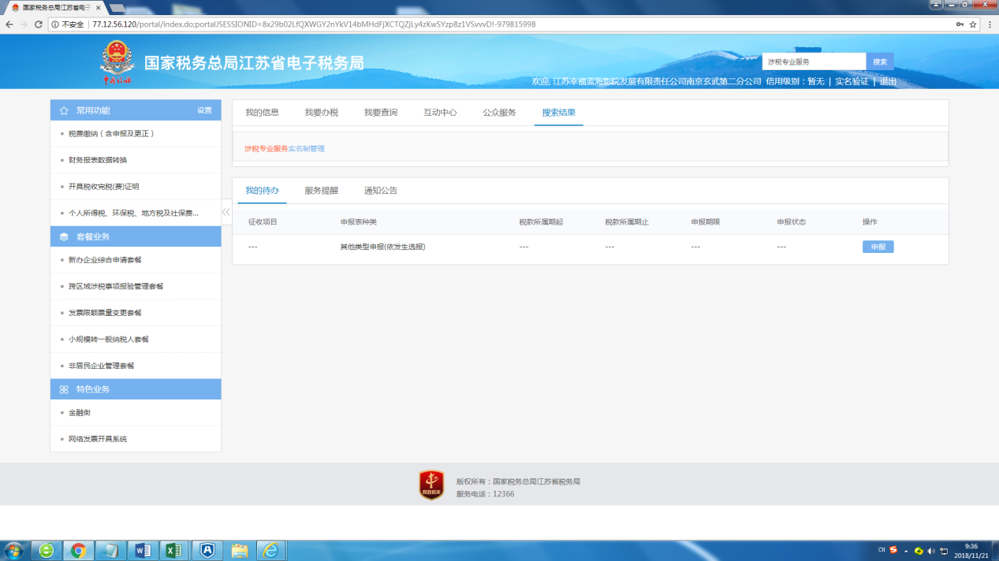 国家税务总局江苏省电子
不安全 | 77.12.56.120/portal/index.do;portalJSESSIONID=8x29b02LfQXWGY2nYkV14bMHdFjXCTQZjLy4zKwSYzp8z1VSvvvD!-979815998
国家税务总局江苏省电子税务局
涉税专业服务
搜索
欢迎, 江苏幸福蓝海影院发展有限责任公司南京玄武第二分公司 信用级别：暂无 | 实名验证 | 退出
常用功能 设置
税费缴纳（含申报及更正）
财务报表数据转换
开具税收完税(费)证明
个人所得税、环保税、地方税及社保费...
套餐业务
新办企业综合申请套餐
跨区域涉税事项报验管理套餐
发票限额票量变更套餐
小规模转一般纳税人套餐
非居民企业管理套餐
特色业务
金融街
网络发票开具系统
我的信息 我要办税 我要查询 互动中心 公众服务 搜索结果
涉税专业服务实名制管理
我的待办 服务提醒 通知公告
征收项目 申报表种类 税款所属期起 税款所属期止 申报期限 申报状态 操作
--- 其他类型申报(依发生选报) --- --- --- --- 申报
党政机关
版权所有：国家税务总局江苏省税务局
服务电话：12366
CH
9:36
2018/11/21